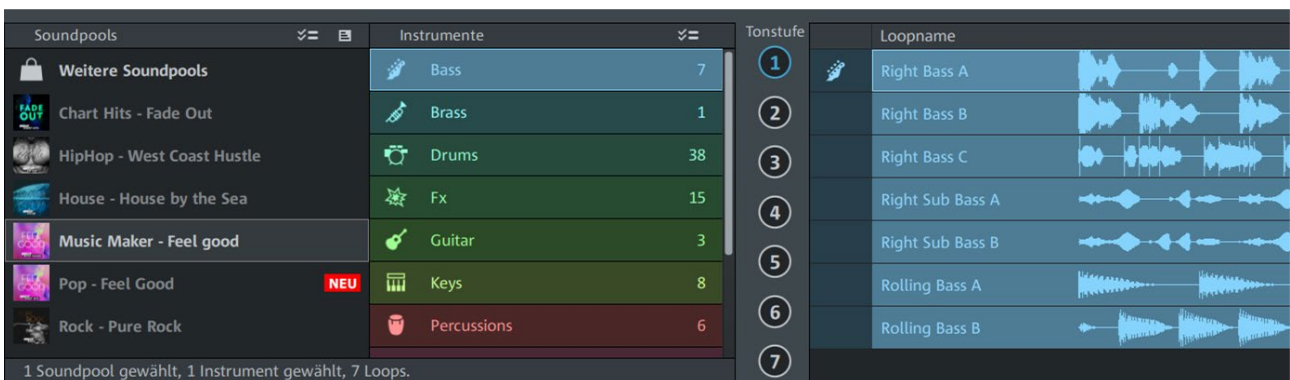 Soundpools
Weitere Soundpools
FADE
OUT
Chart Hits - Fade Out
HipHop - West Coast Hustle
House - House by the Sea
Music Maker - Feel good
Pop - Feel Good NEU
Rock - Pure Rock
1 Soundpool gewählt, 1 Instrument gewählt, 7 Loops.
Instrumente
Bass 7
Brass 1
Drums 38
Fx 15
Guitar 3
Keys 8
Percussions 6
Tonstufe
1
2
3
4
5
6
7
Loopname
Right Bass A
Right Bass B
Right Bass C
Right Sub Bass A
Right Sub Bass B
Rolling Bass A
Rolling Bass B